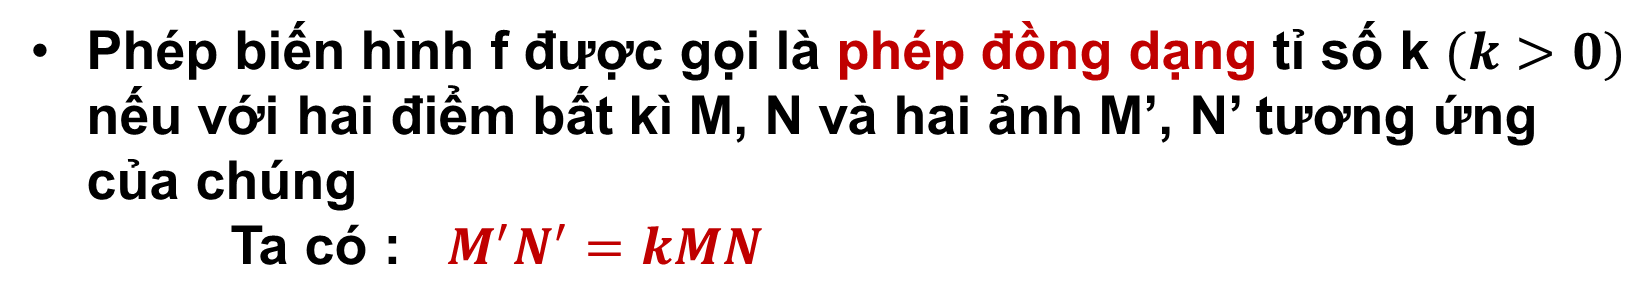 • Phép biến hình f được gọi là phép đồng dạng tỉ số k (k > 0)
nếu với hai điểm bất kì M, N và hai ảnh M’, N’ tương ứng
của chúng
Ta có : M′N′ = kMN